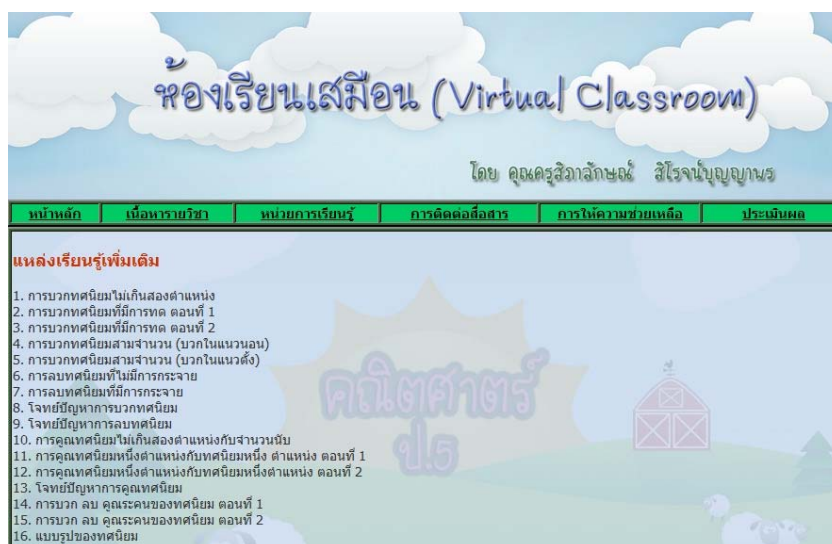 ห้องเรียนเสมือน (Virtual Classroom)
โดย คุณครูสิภาลักษณ์ สิโรจน์บุญญาพร
หน้าหลัก เนื้อหารายวิชา หน่วยการเรียนรู้ การติดต่อสื่อสาร การให้ความช่วยเหลือ ประเมินผล
แหล่งเรียนรู้เพิ่มเติม
1. การบวกทศนิยมไม่เกินสองตำแหน่ง
2. การบวกทศนิยมที่มีการทด ตอนที่ 1
3. การบวกทศนิยมที่มีการทด ตอนที่ 2
4. การบวกทศนิยมสามจำนวน (บวกในแนวนอน)
5. การบวกทศนิยมสามจำนวน (บวกในแนวตั้ง)
6. การลบทศนิยมที่ไม่มีการกระจาย
7. การลบทศนิยมที่มีการกระจาย
8. โจทย์ปัญหาการบวกทศนิยม
9. โจทย์ปัญหาการลบทศนิยม
10. การคูณทศนิยมไม่เกินสองตำแหน่งกับจำนวนนับ
11. การคูณทศนิยมหนึ่งตำแหน่งกับทศนิยมหนึ่ง ตำแหน่ง ตอนที่ 1
12. การคูณทศนิยมหนึ่งตำแหน่งกับทศนิยมหนึ่งตำแหน่ง ตอนที่ 2
13. โจทย์ปัญหาการคูณทศนิยม
14. การบวก ลบ คูณระคนของทศนิยม ตอนที่ 1
15. การบวก ลบ คูณระคนของทศนิยม ตอนที่ 2
16. แบบรูปของทศนิยม
คณิตศาตร์
ป.5